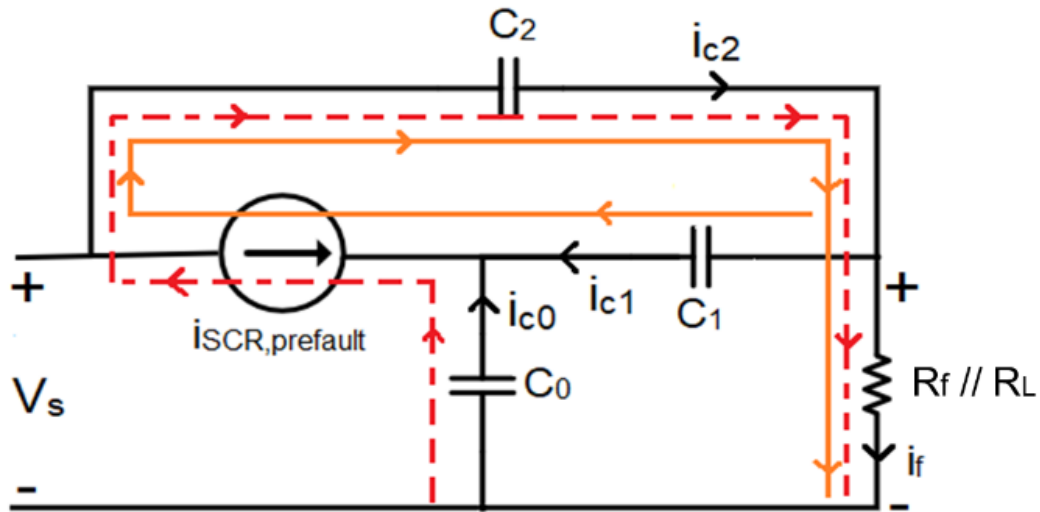 C2
ic2
+
iSCR,prefault
ic0
ic1
C1
+
Vs
C0
Rf // RL
if
-
-